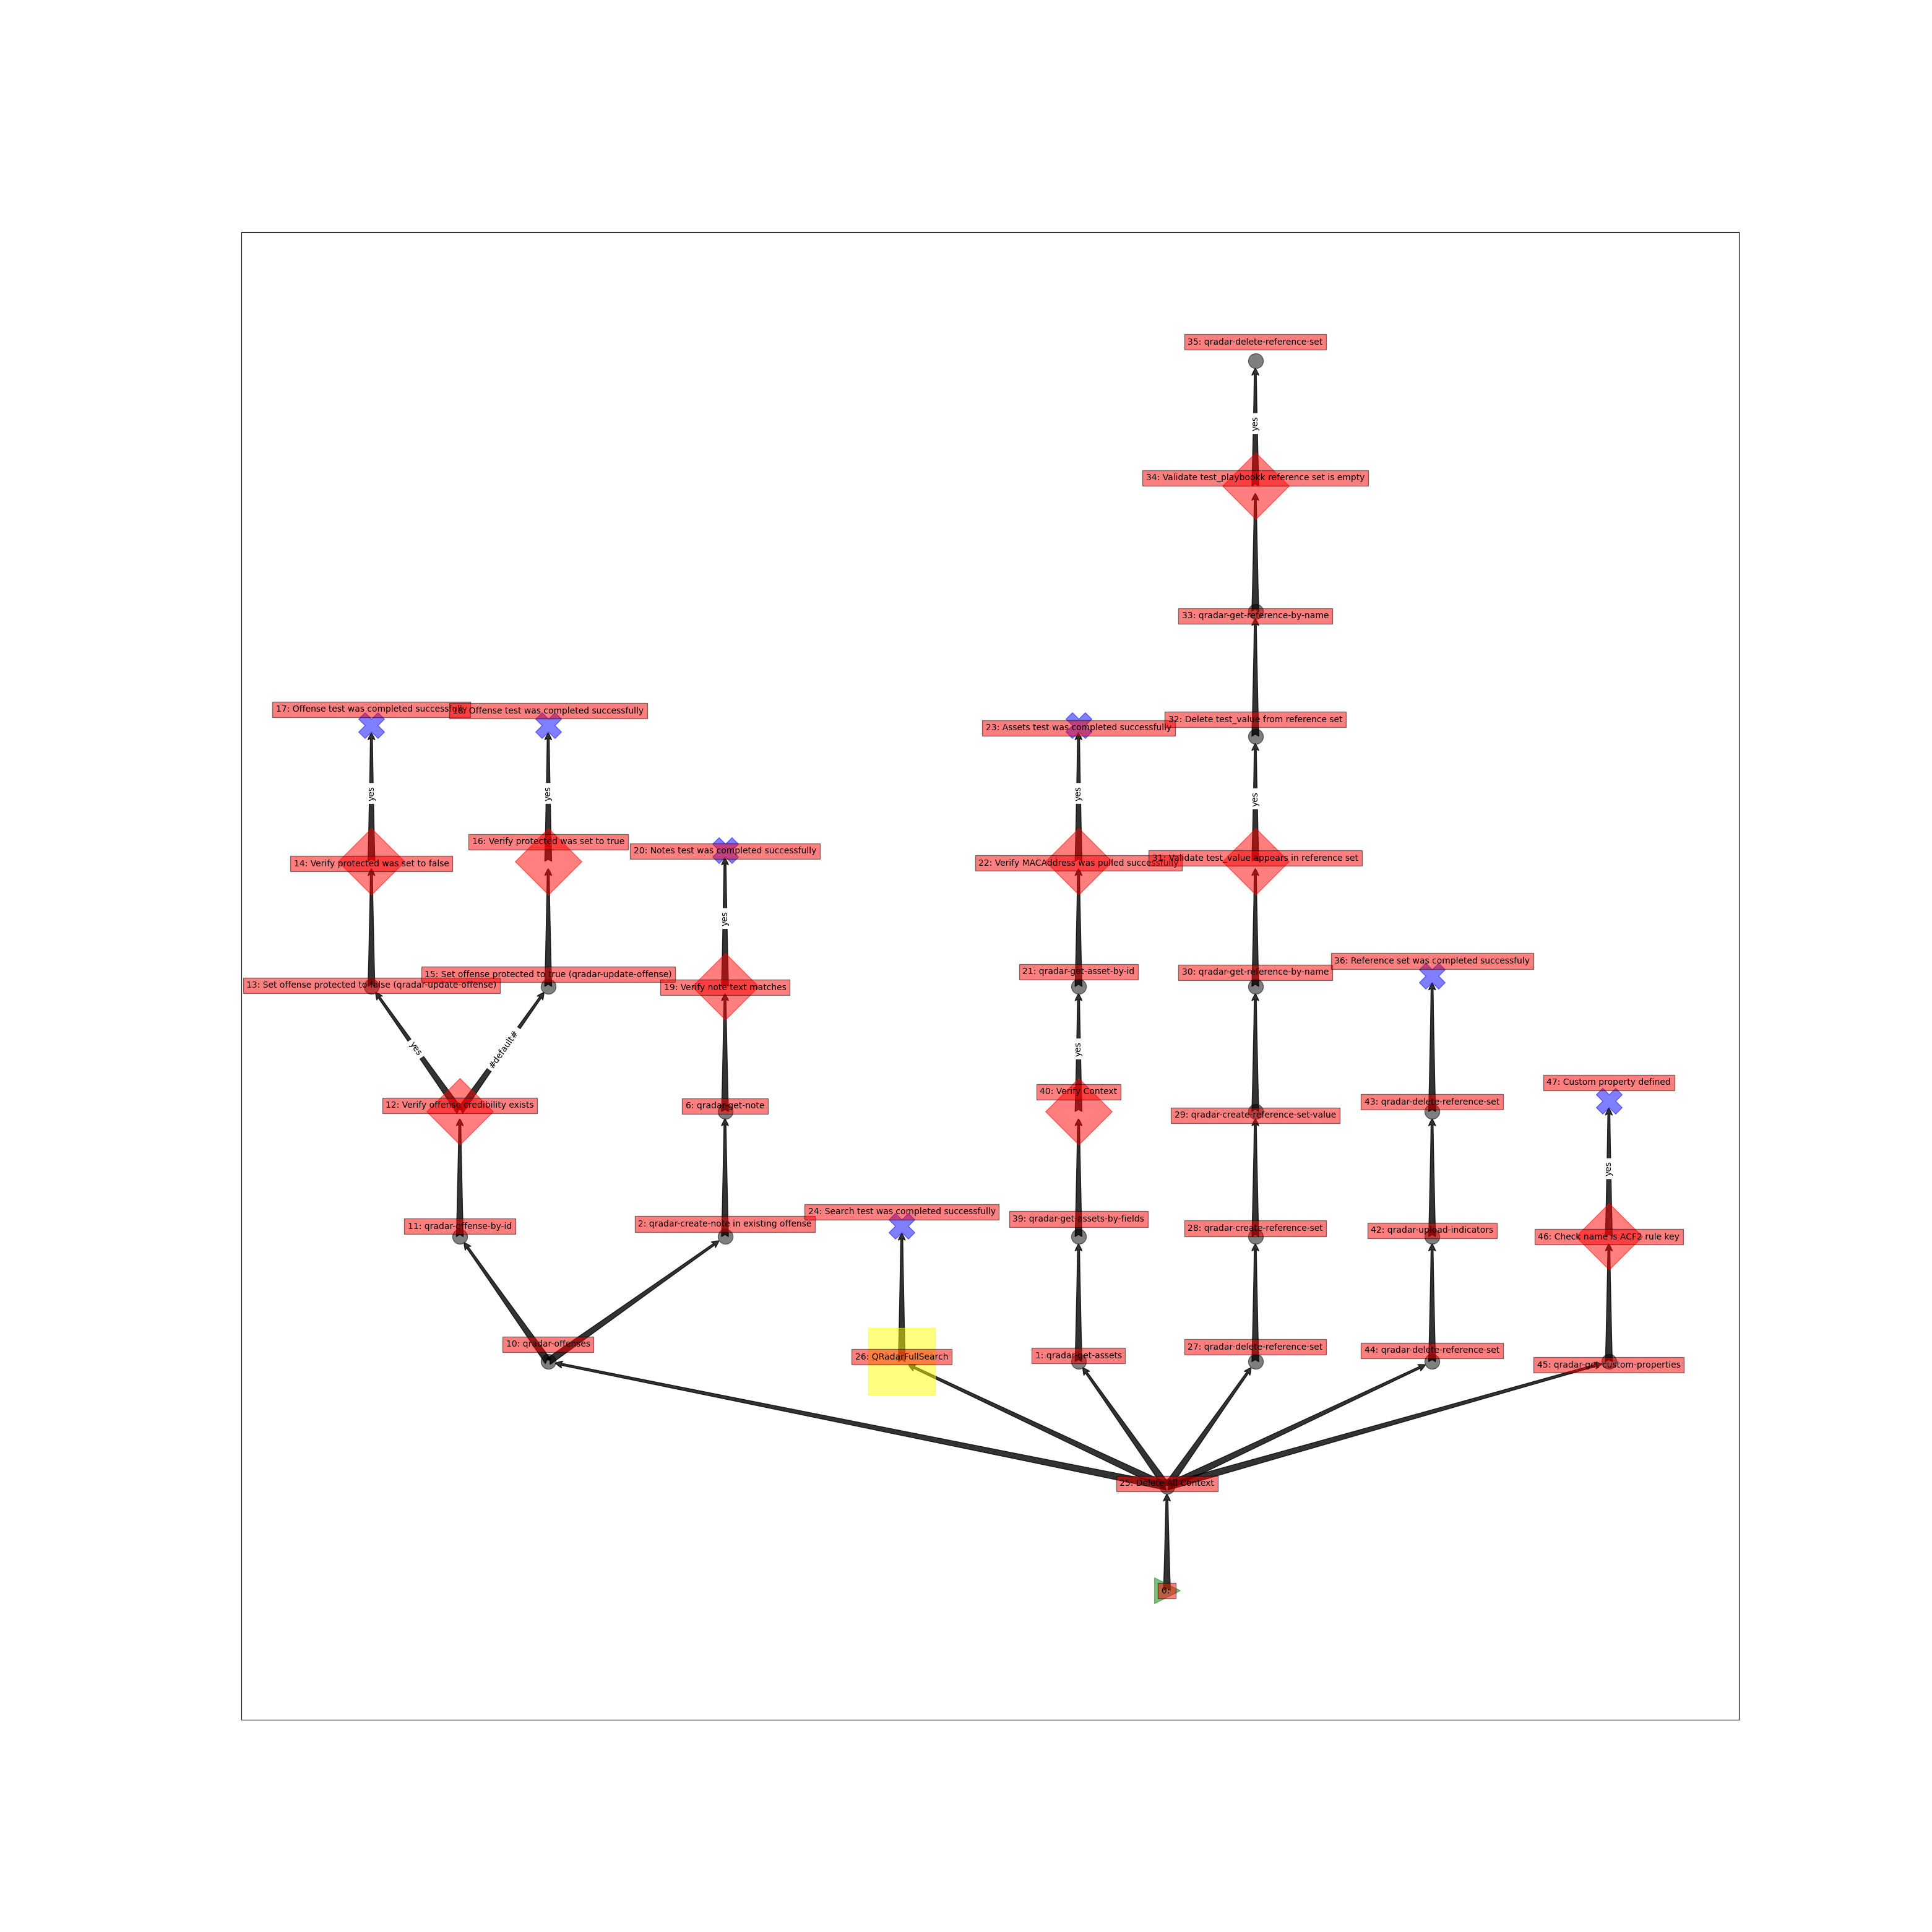 35: qradar-delete-reference-set
yes
34: Validate test_playbookk reference set is empty
33: qradar-get-reference-by-name
17: Offense test was completed successfully
18: Offense test was completed successfully
32: Delete test_value from reference set
23: Assets test was completed successfully
yes
yes
yes
yes
16: Verify protected was set to true
20: Notes test was completed successfully
31: Validate test_value appears in reference set
14: Verify protected was set to false
22: Verify MACAddress was pulled successfully
yes
36: Reference set was completed successfuly
15: Set offense protected to true (qradar-update-offense)
21: qradar-get-asset-by-id
30: qradar-get-reference-by-name
13: Set offense protected to false (qradar-update-offense)
19: Verify note text matches
yes
#default#
yes
47: Custom property defined
40: Verify Context
43: qradar-delete-reference-set
12: Verify offense credibility exists
6: qradar-get-note
29: qradar-create-reference-set-value
yes
24: Search test was completed successfully
39: qradar-get-assets-by-fields
11: qradar-offense-by-id
2: qradar-create-note in existing offense
28: qradar-create-reference-set
42: qradar-upload-indicators
46: Check name is ACF2 rule key
10: qradar-offenses
27: qradar-delete-reference-set
44: qradar-delete-reference-set
26: QRadarFullSearch
1: qradar-get-assets
45: qradar-get-custom-properties
25: Delete All Context
0: